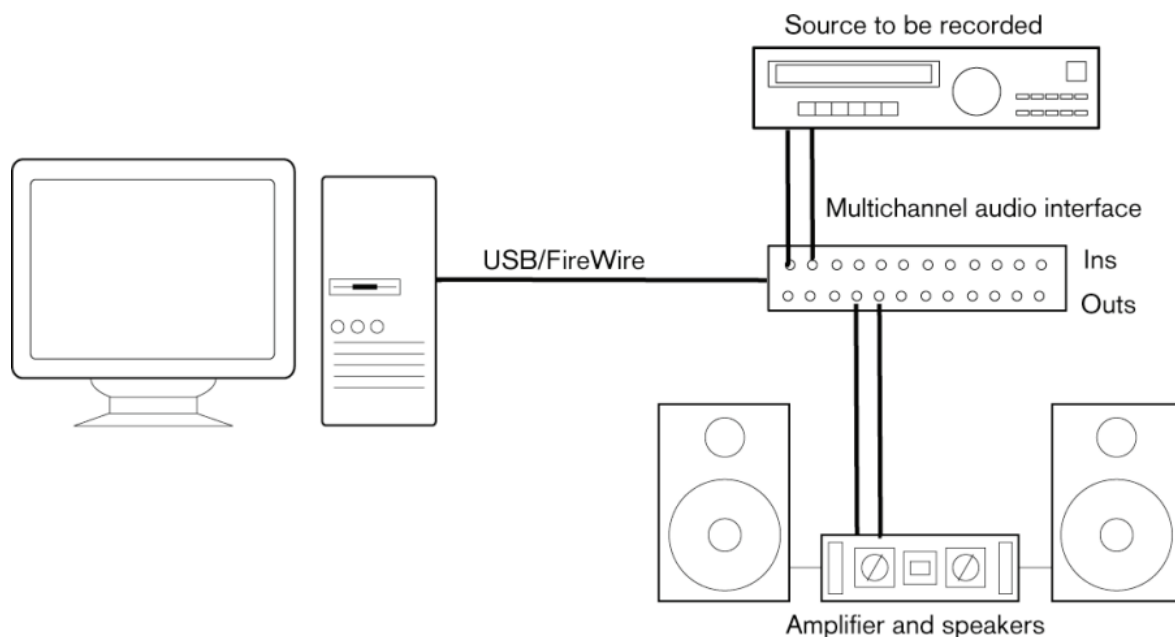 Source to be recorded
Multichannel audio interface
USB/FireWire
Ins
Outs
Amplifier and speakers